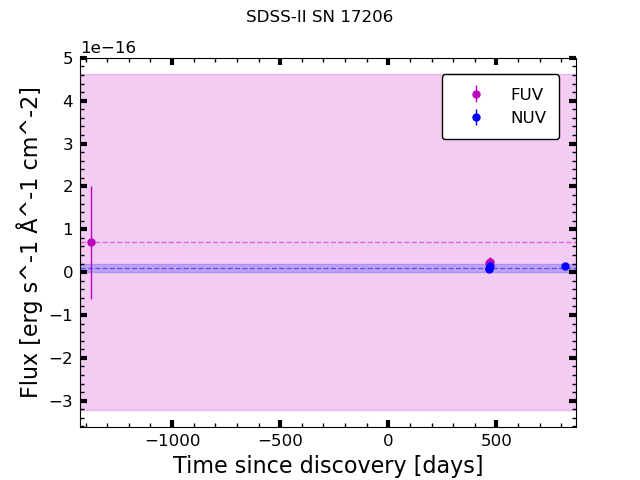 SDSS-II SN 17206
1e−16
5
4
3
2
1
0
−1
−2
−3
FUV
NUV
−1000 −500 0 500
Time since discovery [days]
Flux [erg s^-1 Å^-1 cm^-2]